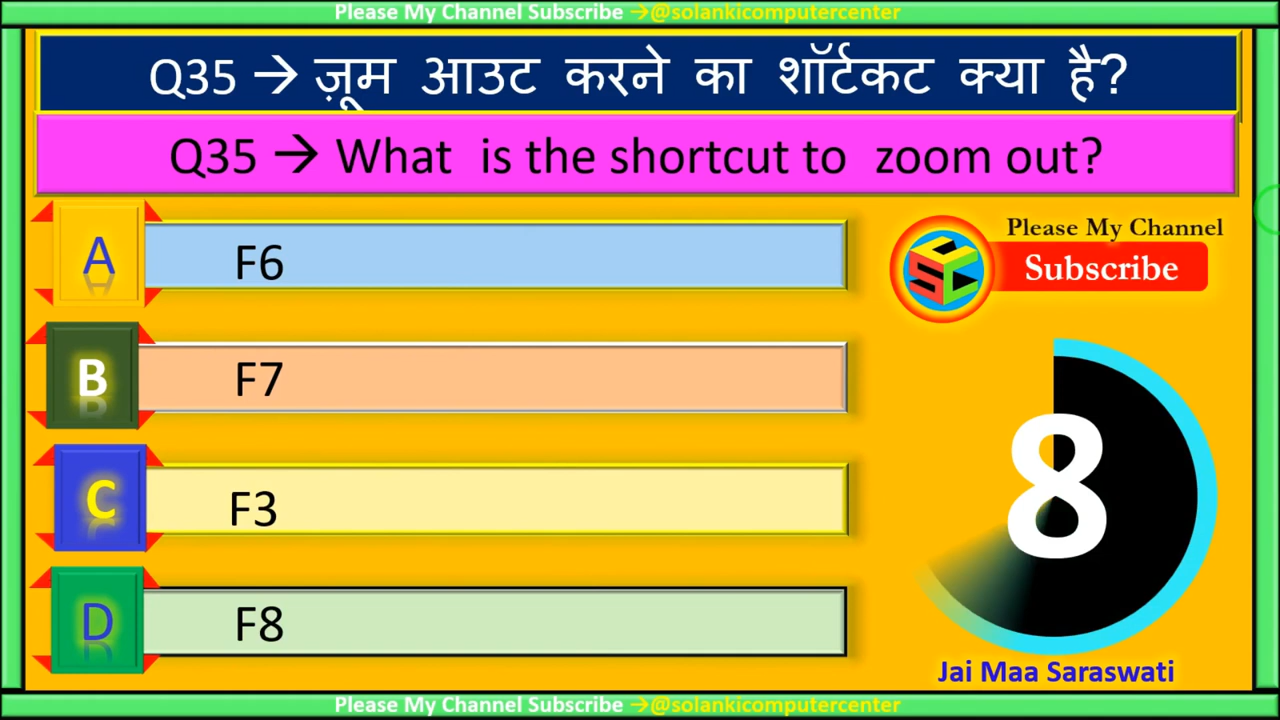 Please My Channel Subscribe →@solankicomputercenter
Q35 → ज़ूम आउट करने का शॉर्टकट क्या है?
Q35 → What is the shortcut to zoom out?
A F6
B F7
C F3
D F8
Please My Channel
Subscribe
SCC
8
Jai Maa Saraswati
Please My Channel Subscribe →@solankicomputercenter